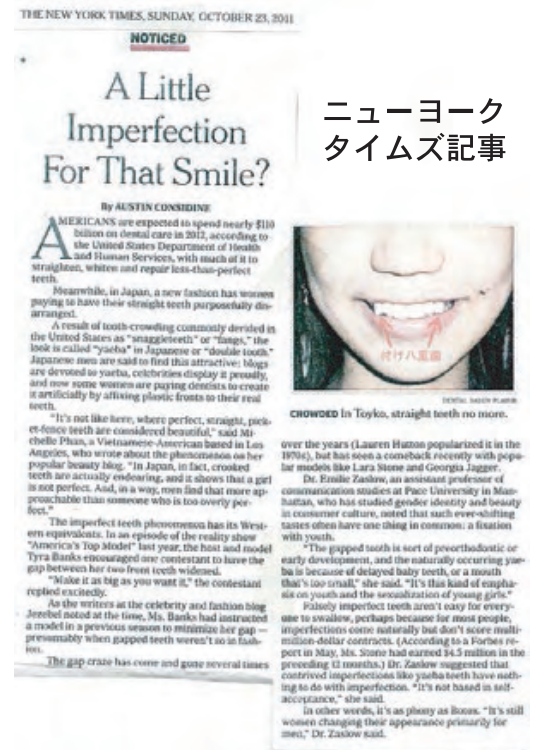 THE NEW YORK TIMES, SUNDAY, OCTOBER 23, 2011
NOTICED
A Little
Imperfection
For That Smile?
By AUSTIN CONSIDINE
AMERICANS are expected to spend nearly $110
billion on dental care in 2012, according to
the United States Department of Health
and Human Services, with much of it to
straighten, whiten and repair less-than-perfect
teeth.
Meanwhile, in Japan, a new fashion has women
paying to have their straight teeth purposefully dis-
arranged.
A result of tooth-crowding commonly derided in
the United States as "snaggleteeth" or "fangs," the
look is called "yaeba" in Japanese or "double tooth."
Japanese men are said to find this attractive; blogs
are devoted to yaeba, celebrities display it proudly,
and now some women are paying dentists to create
it artificially by affixing plastic fronts to their real
teeth.
"It's not like here, where perfect, straight, pick-
et-fence teeth are considered beautiful," said Mi-
chelle Phan, a Vietnamese-American based in Los
Angeles, who wrote about the phenomenon on her
popular beauty blog. "In Japan, in fact, crooked
teeth are actually endearing, and it shows that a girl
is not perfect. And, in a way, men find that more ap-
proachable than someone who is too overly per-
fect."
The imperfect teeth phenomenon has its West-
ern equivalents. In an episode of the reality show
"America's Top Model" last year, the host and model
Tyra Banks encouraged one contestant to have the
gap between her two front teeth widened.
"Make it as big as you want it," the contestant
replied excitedly.
As the writers at the celebrity and fashion blog
Jezebel noted at the time, Ms. Banks had instructed
a model in a previous season to minimize her gap —
presumably when gapped teeth weren't so in fash-
ion.
The gap craze has come and gone several times
ニューヨーク
タイムズ記事
付け八重歯
CROWDED In Toyko, straight teeth no more.
over the years (Lauren Hutton popularized it in the
1970s), but has seen a comeback recently with popu-
lar models like Lara Stone and Georgia Jagger.
Dr. Emilie Zaslow, an assistant professor of
communication studies at Pace University in Man-
hattan, who has studied gender identity and beauty
in consumer culture, noted that such ever-shifting
tastes often have one thing in common: a fixation
with youth.
"The gapped tooth is sort of preorthodontic or
early development, and the naturally occurring yae-
ba is because of delayed baby teeth, or a mouth
that's too small," she said. "It's this kind of empha-
sis on youth and the sexualization of young girls."
Falsely imperfect teeth aren't easy for every-
one to swallow, perhaps because for most people,
imperfections come naturally but don't score multi-
million-dollar contracts. (According to a Forbes re-
port in May, Ms. Stone had earned $4.5 million in the
preceding 12 months.) Dr. Zaslow suggested that
contrived imperfections like yaeba teeth have noth-
ing to do with imperfection. "It's not based in self-
acceptance," she said.
In other words, it's as phony as Botox. "It's still
women changing their appearance primarily for
men," Dr. Zaslow said.